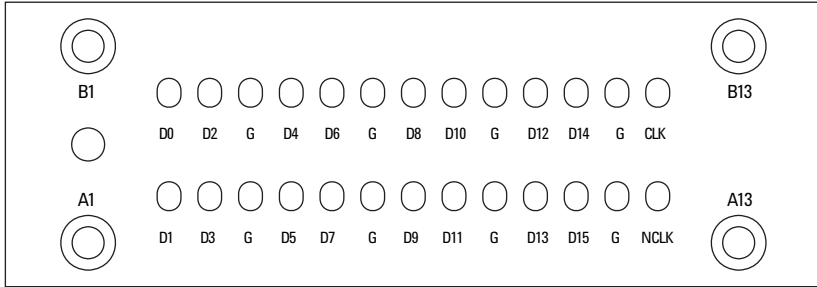 B1 B13
D0 D2 G D4 D6 G D8 D10 G D12 D14 G CLK
A1 A13
D1 D3 G D5 D7 G D9 D11 G D13 D15 G NCLK